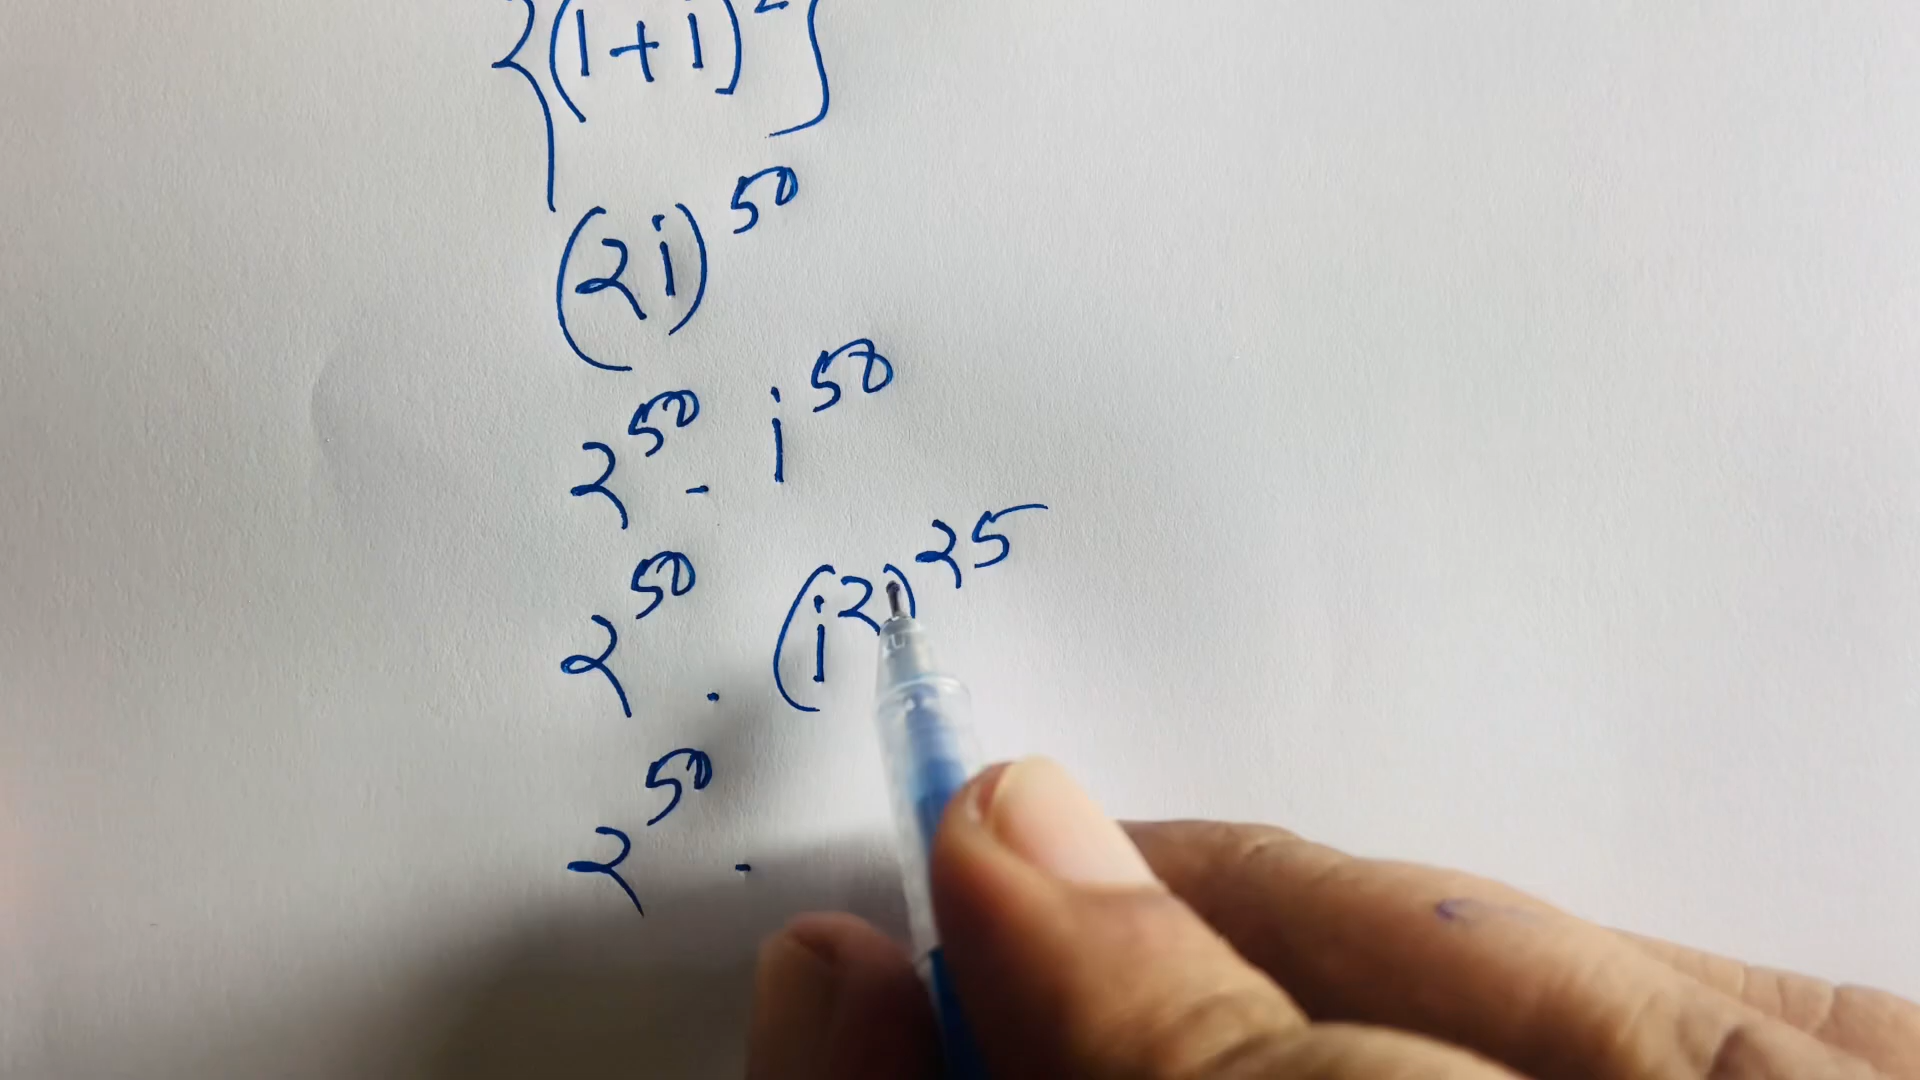 {(1+i)²}
(2i)⁵⁰
2⁵⁰ . i⁵⁰
2⁵⁰ . (i²)²⁵
2⁵⁰ .